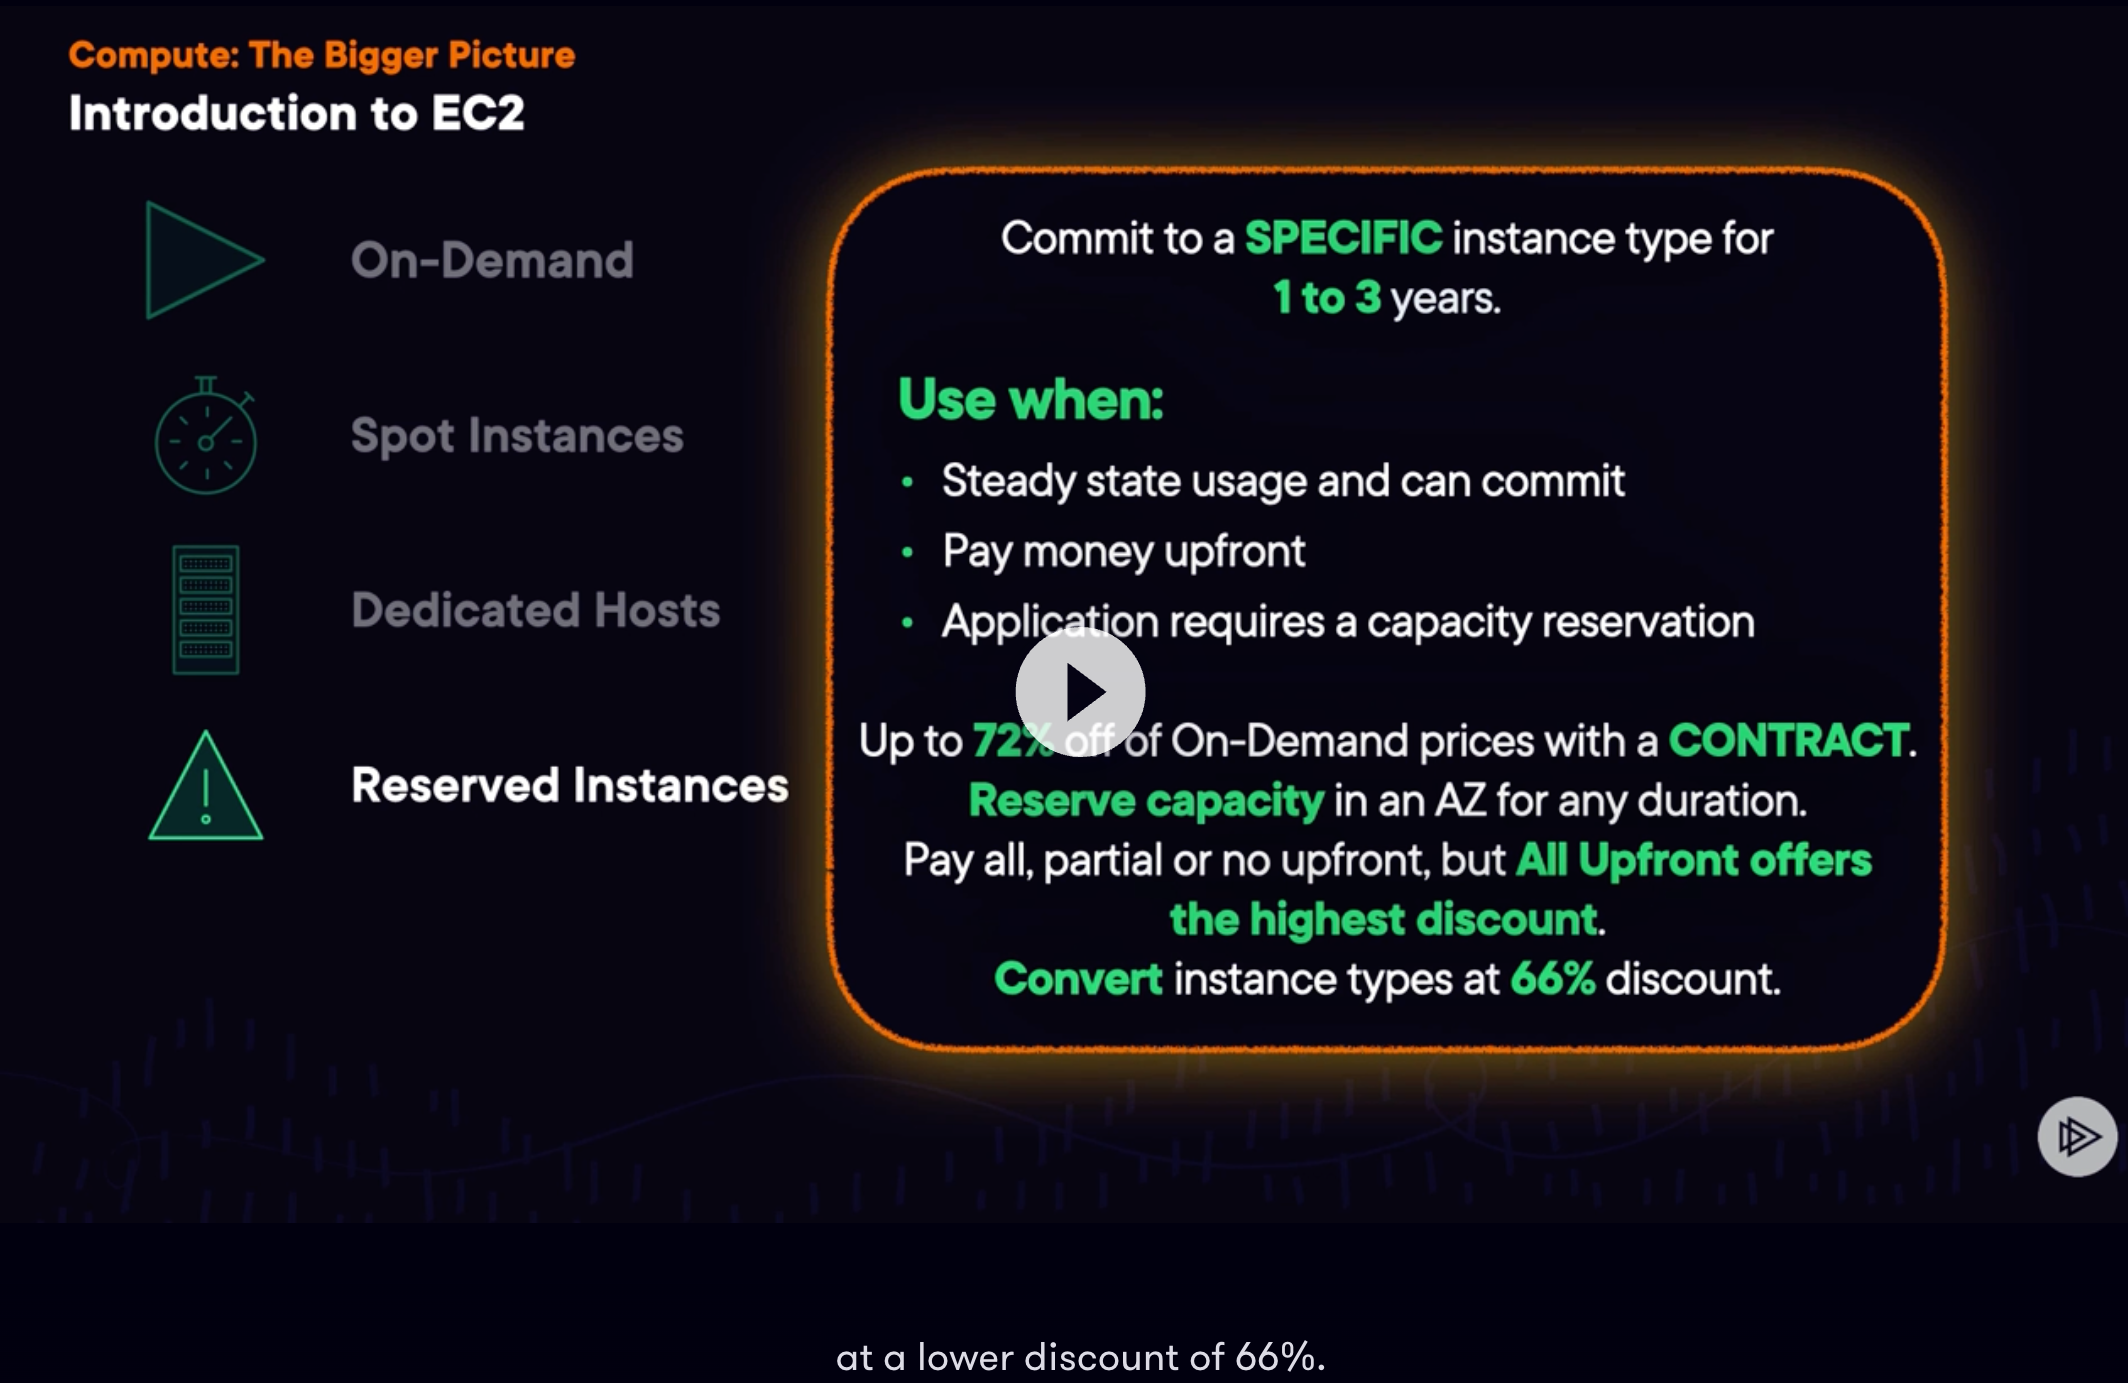 Compute: The Bigger Picture
Introduction to EC2
On-Demand
Spot Instances
Dedicated Hosts
Reserved Instances
Commit to a SPECIFIC instance type for
1 to 3 years.
Use when:
• Steady state usage and can commit
• Pay money upfront
• Application requires a capacity reservation
Up to 72% off of On-Demand prices with a CONTRACT.
Reserve capacity in an AZ for any duration.
Pay all, partial or no upfront, but All Upfront offers
the highest discount.
Convert instance types at 66% discount.
at a lower discount of 66%.